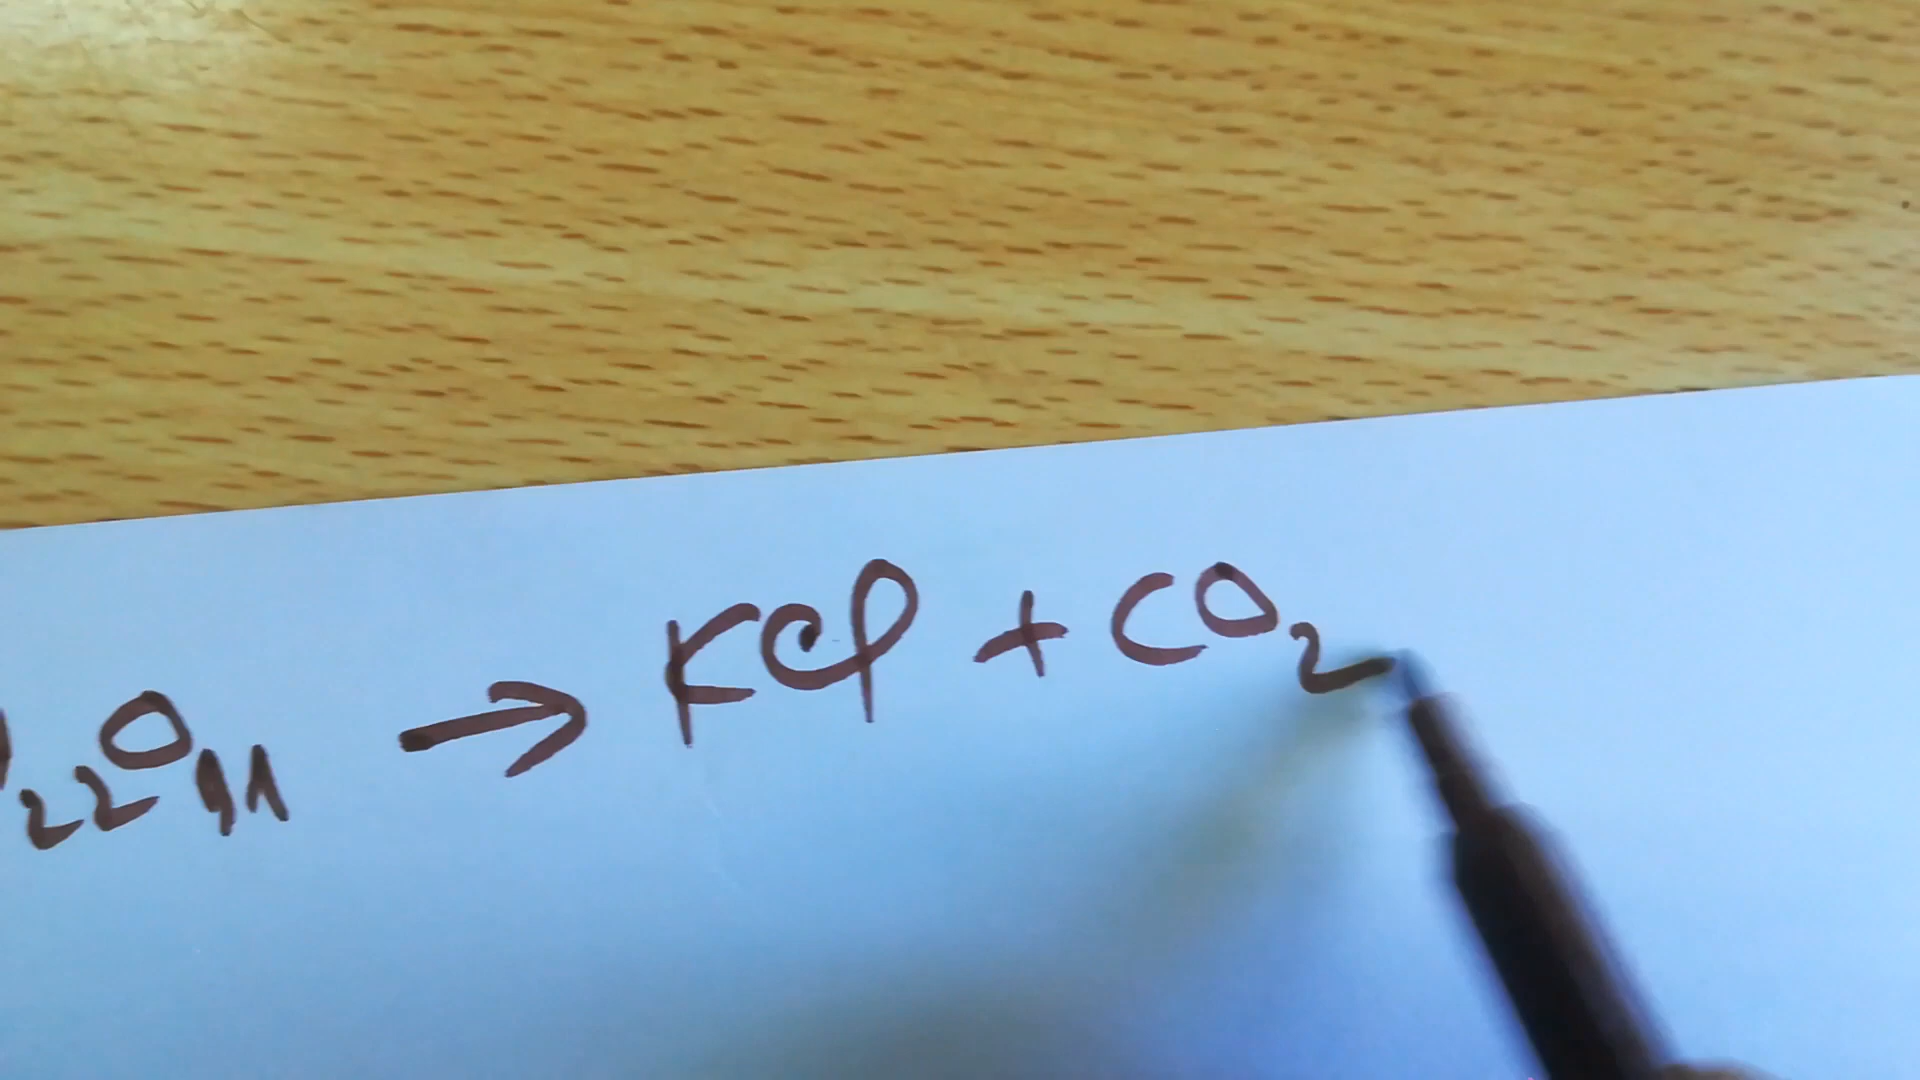 ₂₂O₁₁ → KCl + CO₂